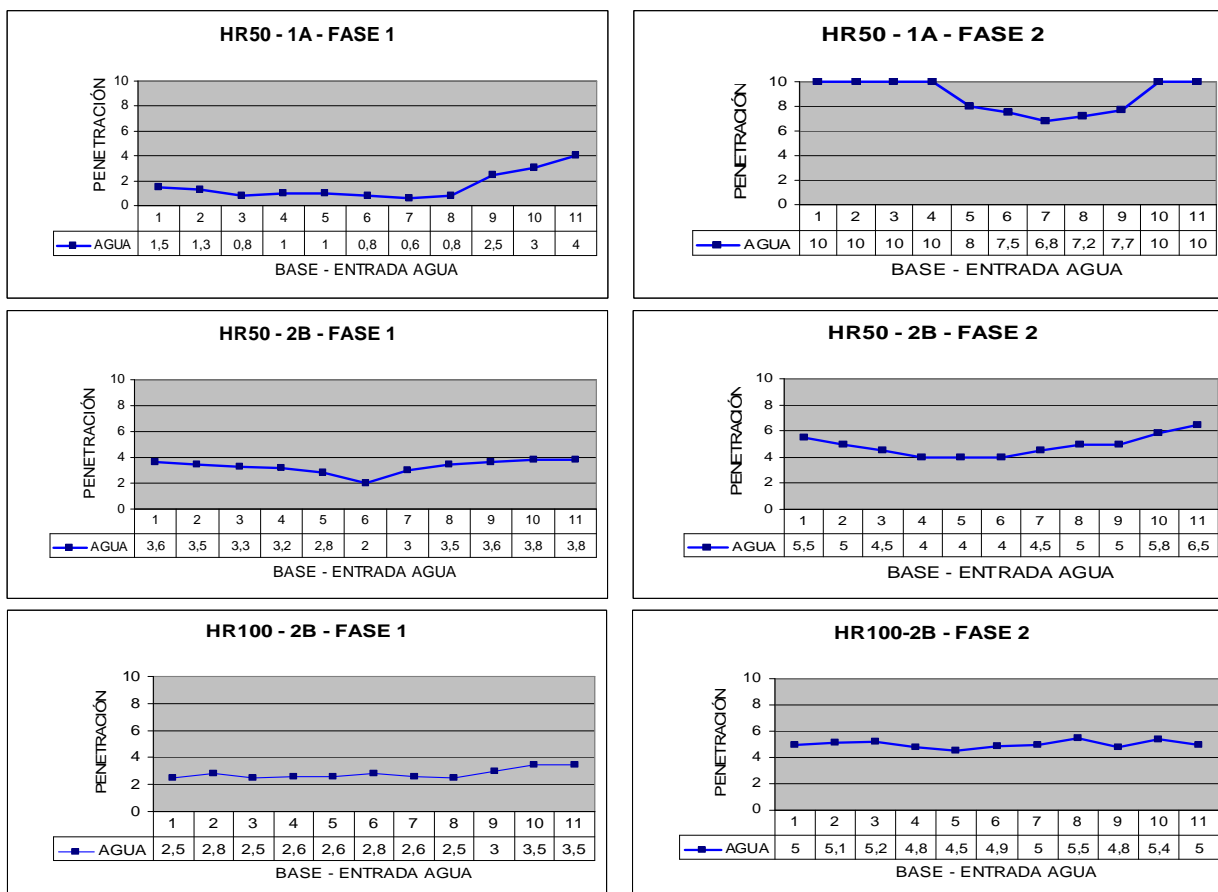 HR50 - 1A - FASE 1
PENETRACIÓN
10
8
6
4
2
0
1 2 3 4 5 6 7 8 9 10 11
AGUA 1,5 1,3 0,8 1 1 0,8 0,6 0,8 2,5 3 4
BASE - ENTRADA AGUA
HR50 - 1A - FASE 2
PENETRACIÓN
10
8
6
4
2
0
1 2 3 4 5 6 7 8 9 10 11
AGUA 10 10 10 10 8 7,5 6,8 7,2 7,7 10 10
BASE - ENTRADA AGUA
HR50 - 2B - FASE 1
PENETRACIÓN
10
8
6
4
2
0
1 2 3 4 5 6 7 8 9 10 11
AGUA 3,6 3,5 3,3 3,2 2,8 2 3 3,5 3,6 3,8 3,8
BASE - ENTRADA AGUA
HR50 - 2B - FASE 2
PENETRACIÓN
10
8
6
4
2
0
1 2 3 4 5 6 7 8 9 10 11
AGUA 5,5 5 4,5 4 4 4 4,5 5 5 5,8 6,5
BASE - ENTRADA AGUA
HR100 - 2B - FASE 1
PENETRACIÓN
10
8
6
4
2
0
1 2 3 4 5 6 7 8 9 10 11
AGUA 2,5 2,8 2,5 2,6 2,6 2,8 2,6 2,5 3 3,5 3,5
BASE - ENTRADA AGUA
HR100-2B - FASE 2
PENETRACIÓN
10
8
6
4
2
0
1 2 3 4 5 6 7 8 9 10 11
AGUA 5 5,1 5,2 4,8 4,5 4,9 5 5,5 4,8 5,4 5
BASE - ENTRADA AGUA